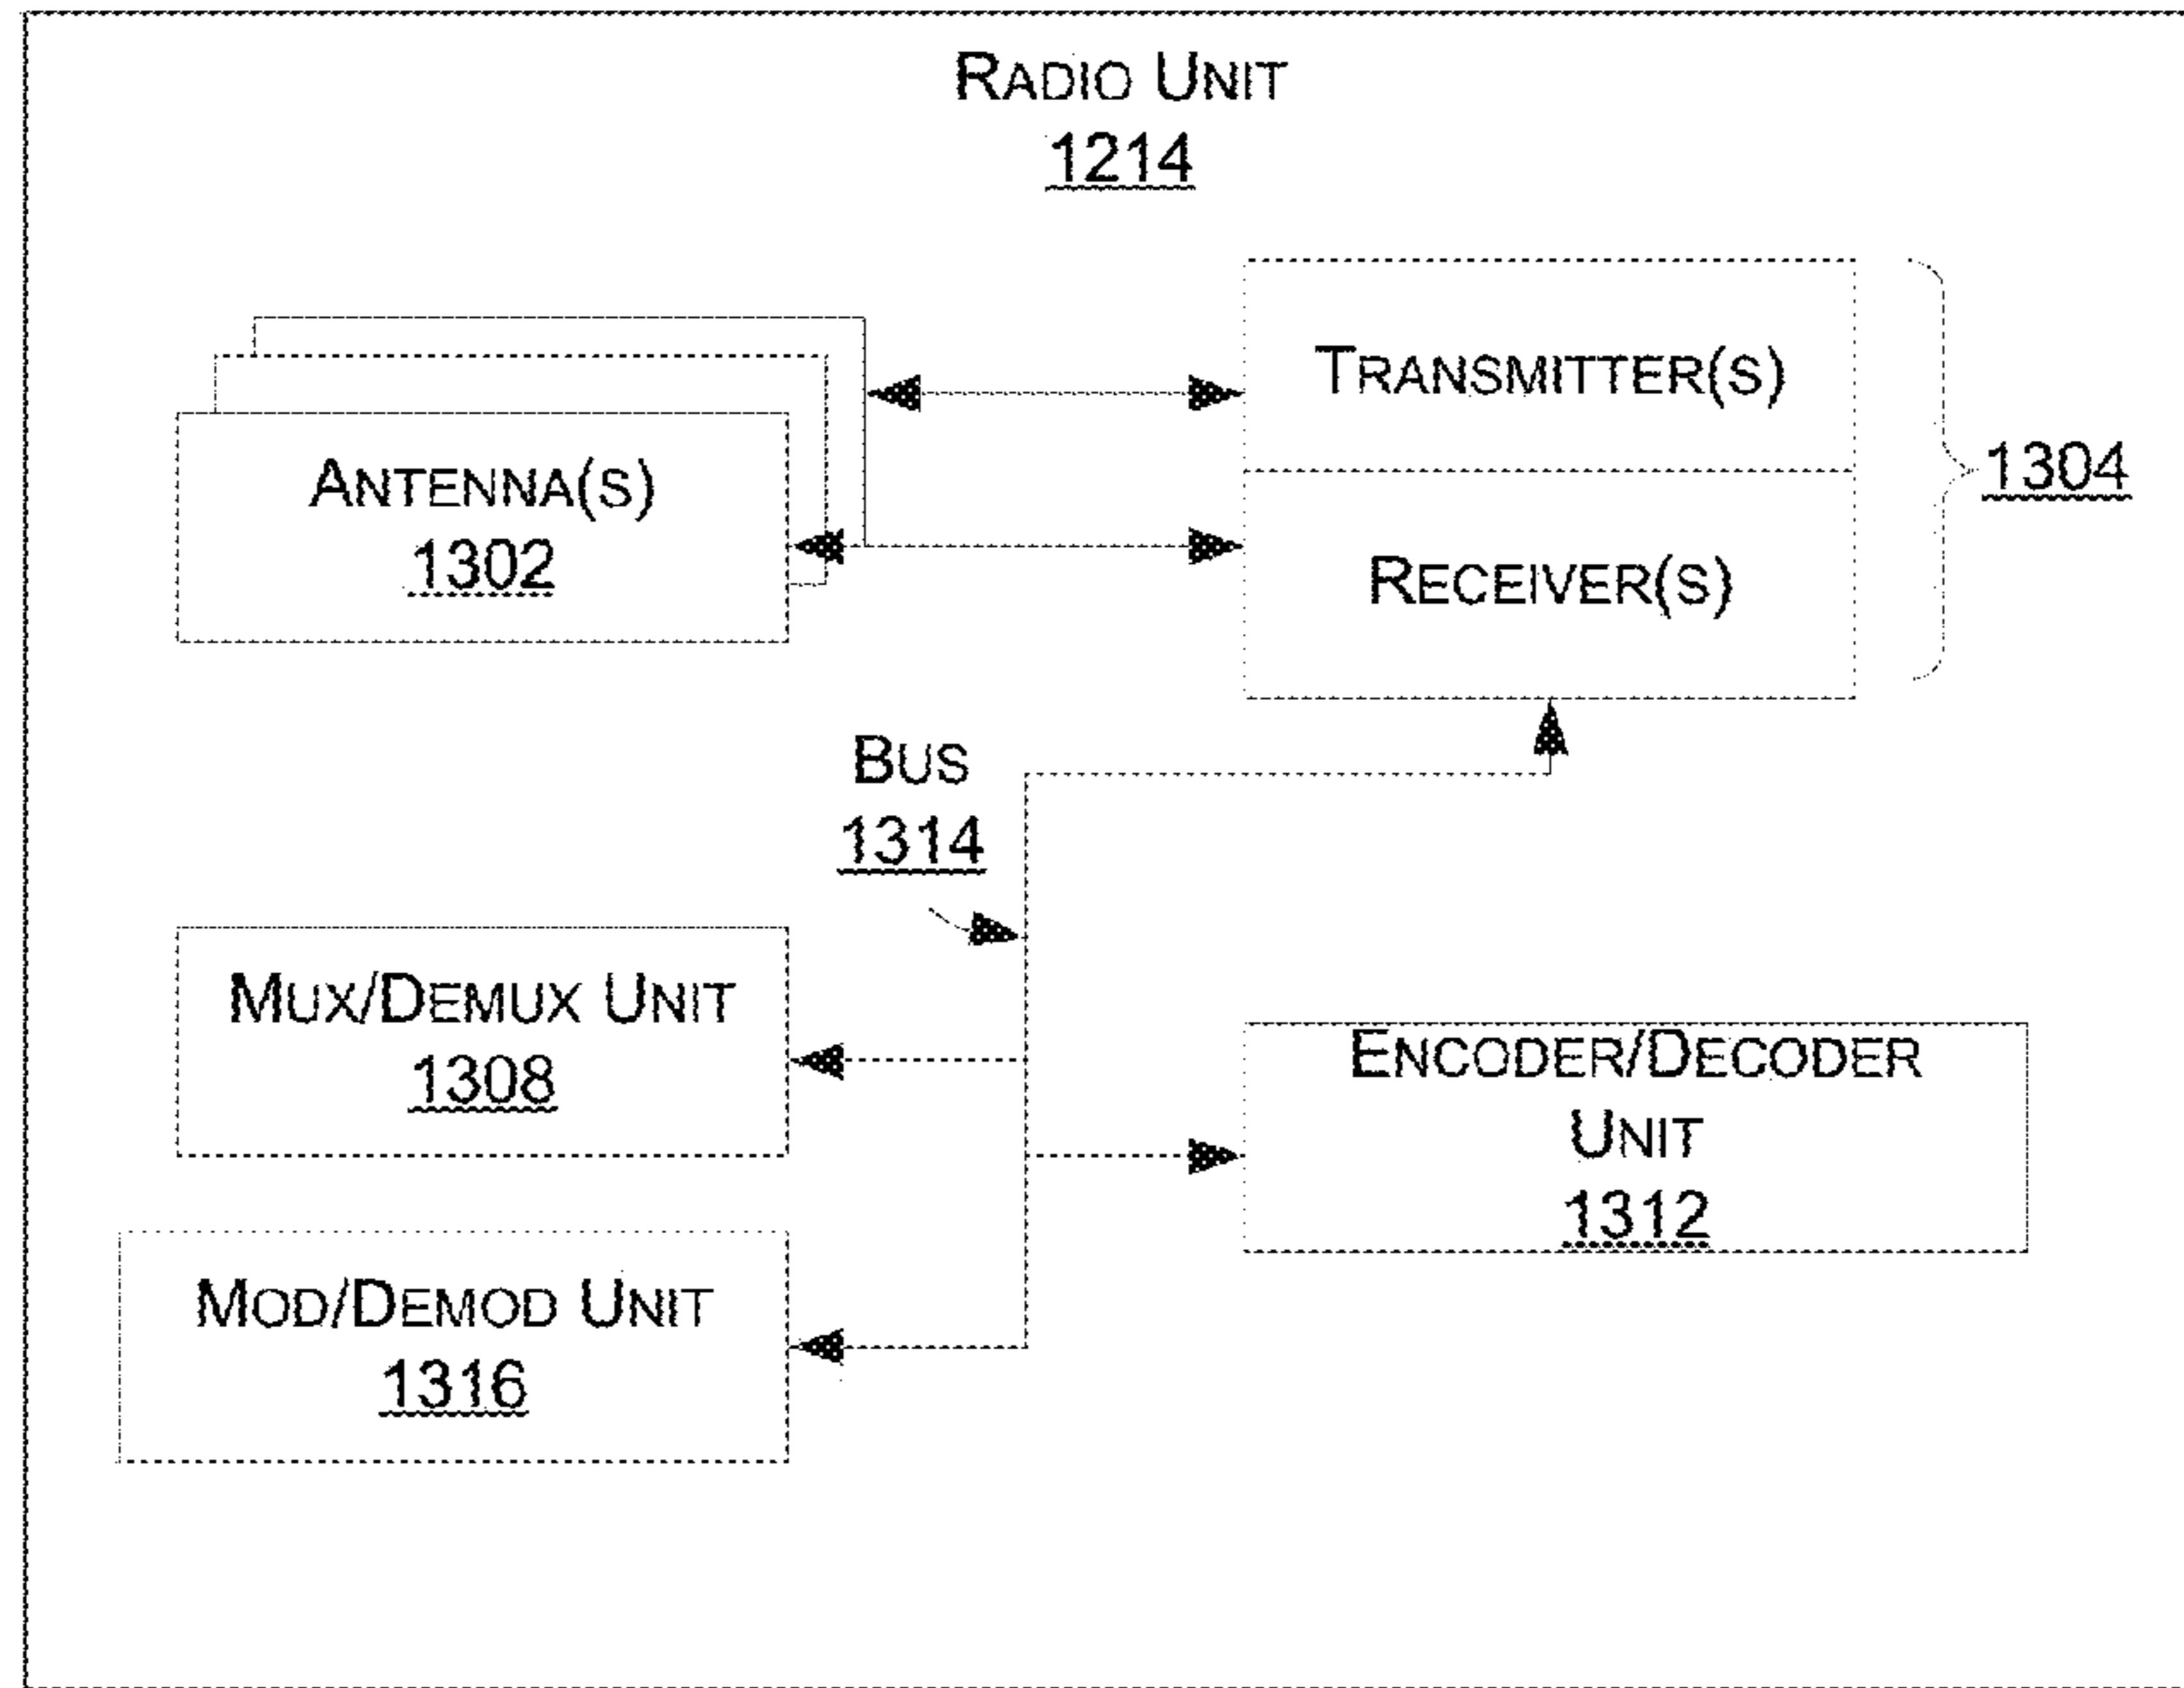 RADIO UNIT
1214
TRANSMITTER(S)
ANTENNA(S)
1302
1304
RECEIVER(S)
BUS
1314
MUX/DEMUX UNIT
1308
ENCODER/DECODER
UNIT
1312
MOD/DEMOD UNIT
1316